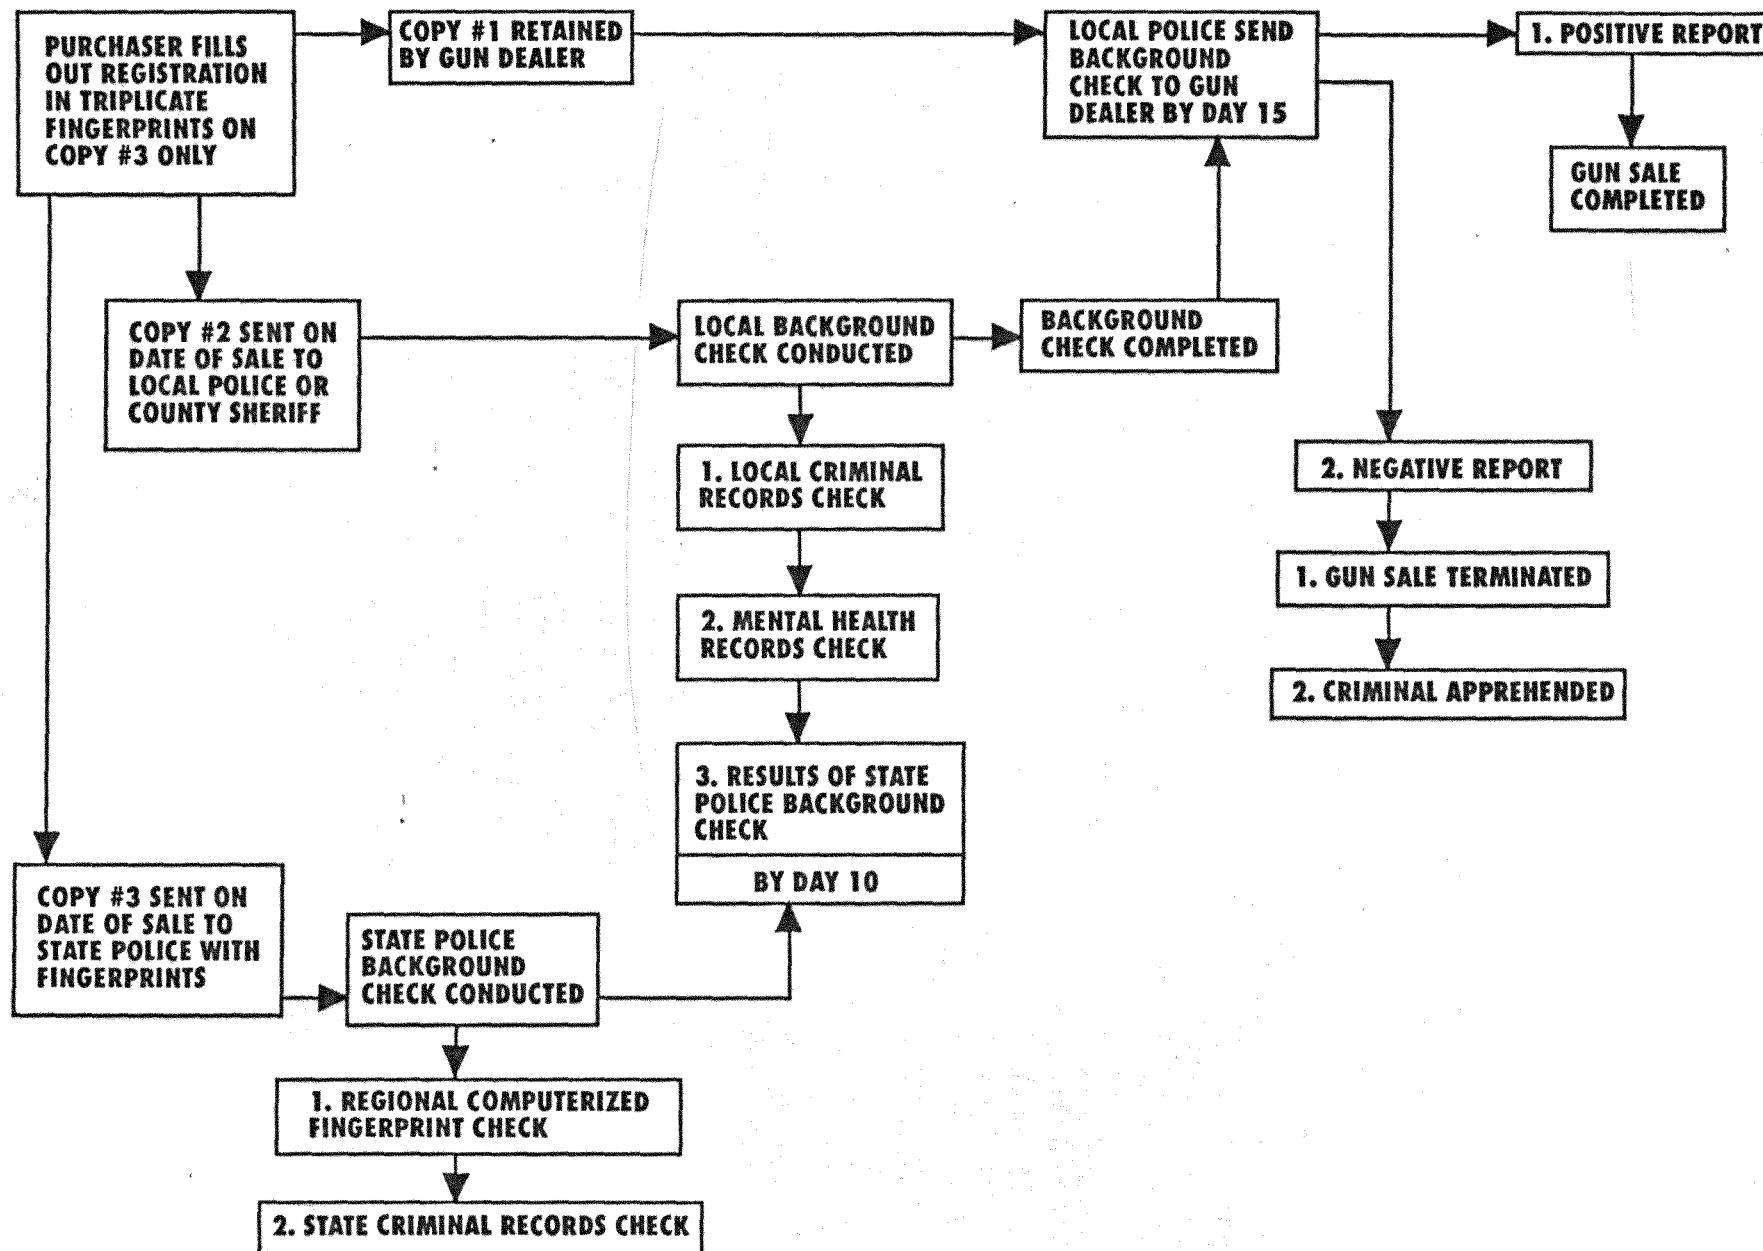 PURCHASER FILLS
OUT REGISTRATION
IN TRIPLICATE
FINGERPRINTS ON
COPY #3 ONLY
COPY #1 RETAINED
BY GUN DEALER
LOCAL POLICE SEND
BACKGROUND
CHECK TO GUN
DEALER BY DAY 15
1. POSITIVE REPORT
GUN SALE
COMPLETED
COPY #2 SENT ON
DATE OF SALE TO
LOCAL POLICE OR
COUNTY SHERIFF
LOCAL BACKGROUND
CHECK CONDUCTED
BACKGROUND
CHECK COMPLETED
1. LOCAL CRIMINAL
RECORDS CHECK
2. MENTAL HEALTH
RECORDS CHECK
3. RESULTS OF STATE
POLICE BACKGROUND
CHECK
BY DAY 10
2. NEGATIVE REPORT
1. GUN SALE TERMINATED
2. CRIMINAL APPREHENDED
COPY #3 SENT ON
DATE OF SALE TO
STATE POLICE WITH
FINGERPRINTS
STATE POLICE
BACKGROUND
CHECK CONDUCTED
1. REGIONAL COMPUTERIZED
FINGERPRINT CHECK
2. STATE CRIMINAL RECORDS CHECK